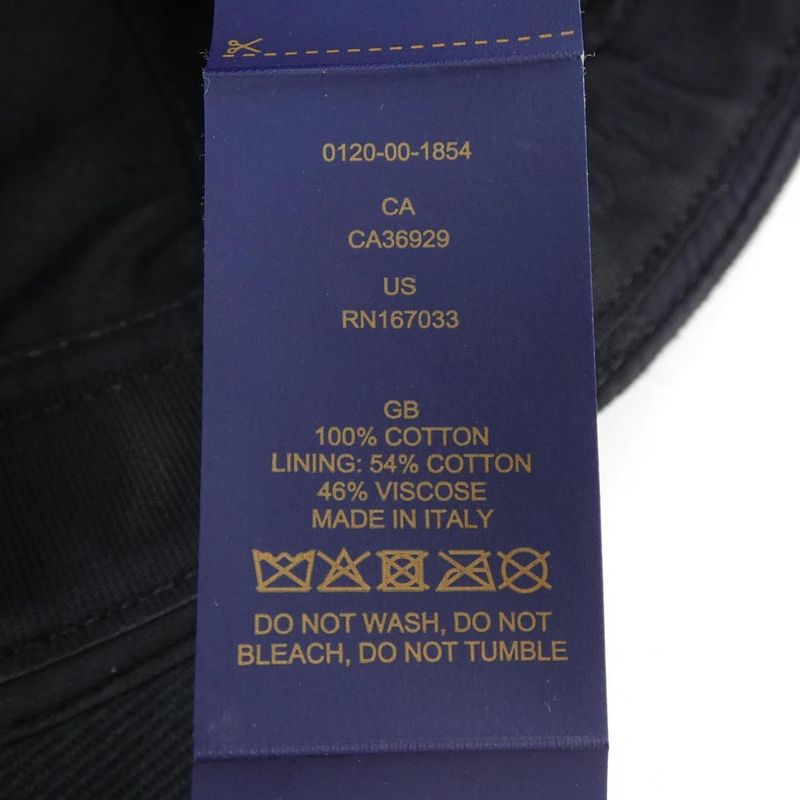 0120-00-1854
CA
CA36929
US
RN167033
GB
100% COTTON
LINING: 54% COTTON
46% VISCOSE
MADE IN ITALY
DO NOT WASH, DO NOT
BLEACH, DO NOT TUMBLE